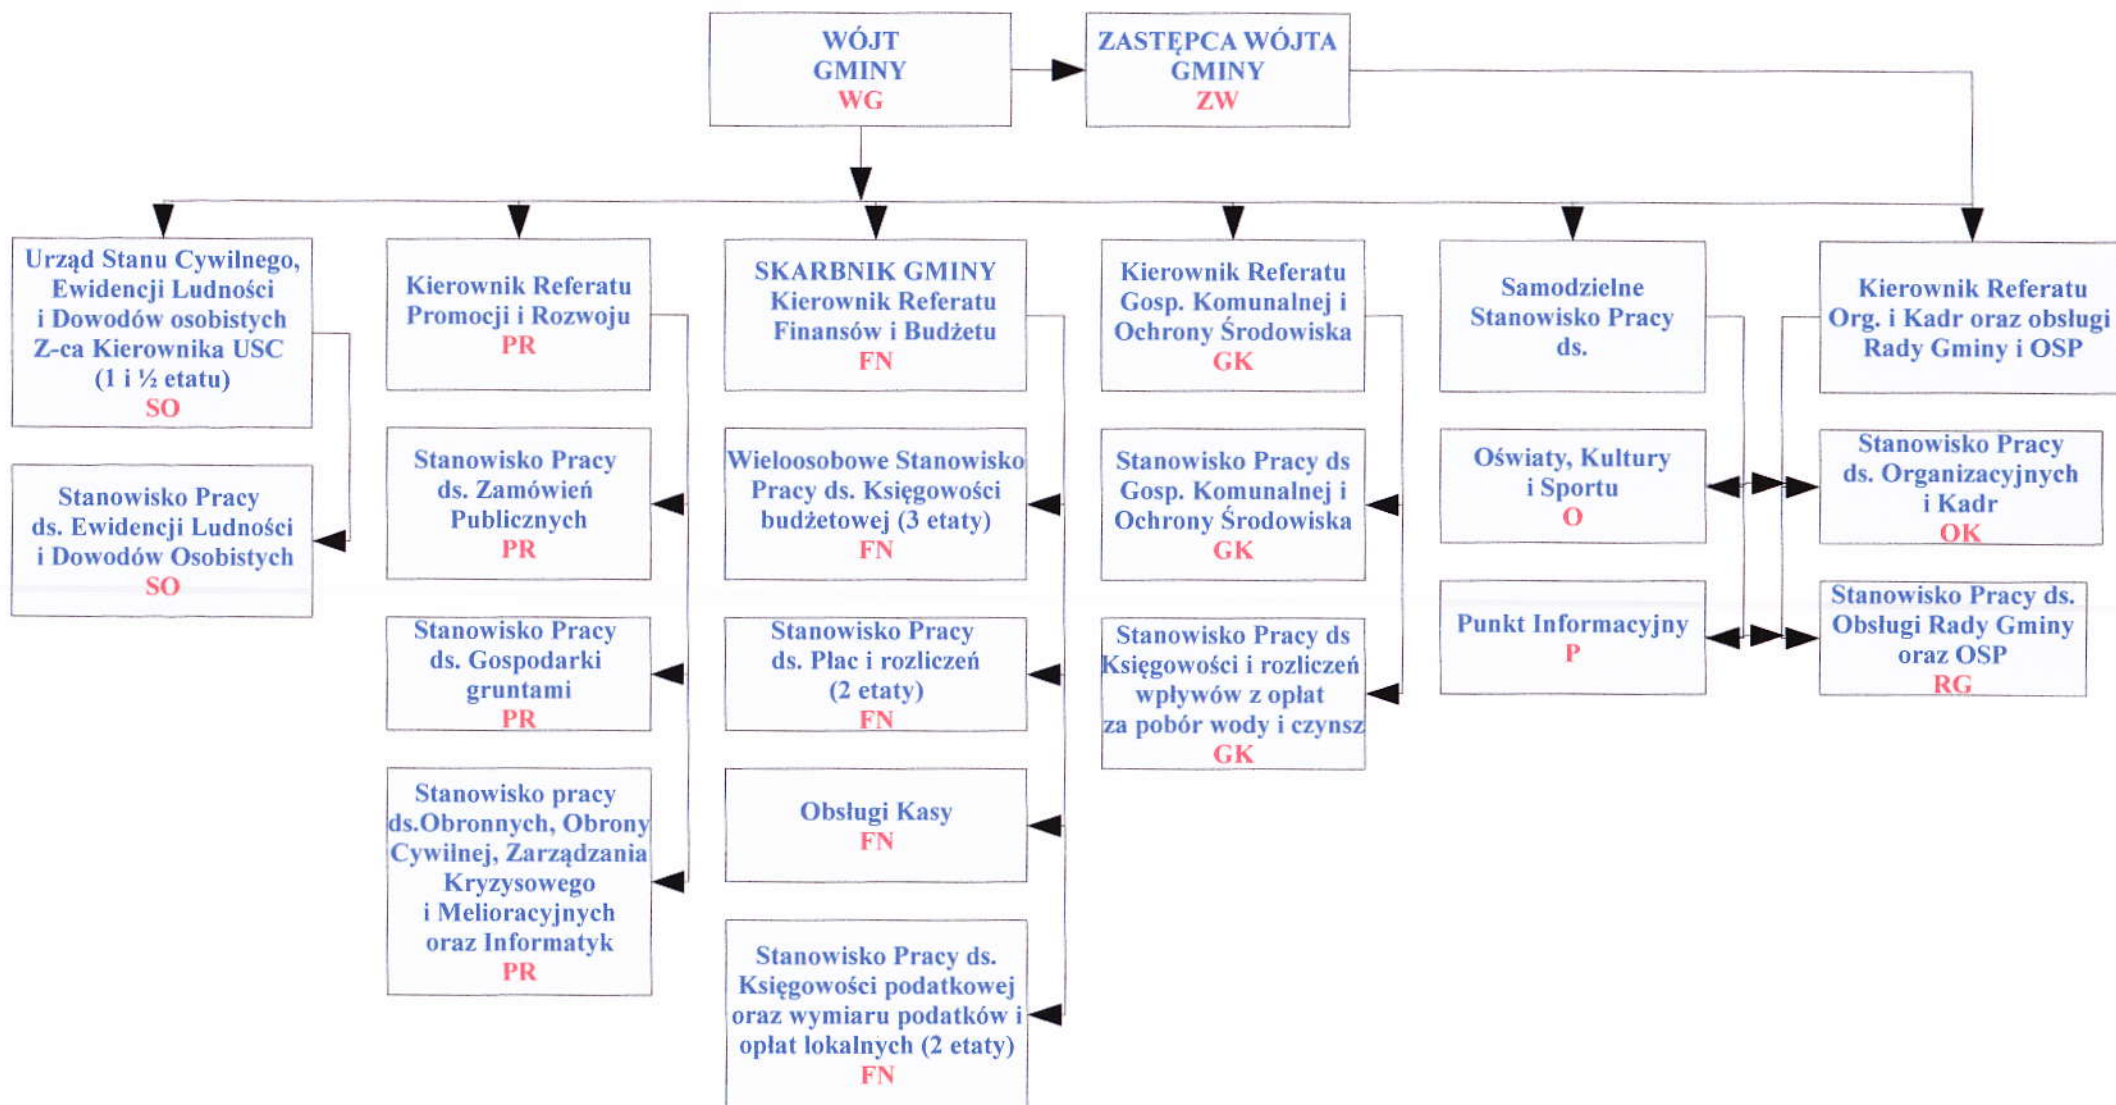 WÓJT
GMINY
WG
ZASTĘPCA WÓJTA
GMINY
ZW
Urząd Stanu Cywilnego,
Ewidencji Ludności
i Dowodów osobistych
Z-ca Kierownika USC
(1 i ½ etatu)
SO
Stanowisko Pracy
ds. Ewidencji Ludności
i Dowodów Osobistych
SO
Kierownik Referatu
Promocji i Rozwoju
PR
Stanowisko Pracy
ds. Zamówień
Publicznych
PR
Stanowisko Pracy
ds. Gospodarki
gruntami
PR
Stanowisko pracy
ds.Obronnych, Obrony
Cywilnej, Zarządzania
Kryzysowego
i Melioracyjnych
oraz Informatyk
PR
SKARBNIK GMINY
Kierownik Referatu
Finansów i Budżetu
FN
Wieloosobowe Stanowisko
Pracy ds. Księgowości
budżetowej (3 etaty)
FN
Stanowisko Pracy
ds. Płac i rozliczeń
(2 etaty)
FN
Obsługi Kasy
FN
Stanowisko Pracy ds.
Księgowości podatkowej
oraz wymiaru podatków i
opłat lokalnych (2 etaty)
FN
Kierownik Referatu
Gosp. Komunalnej i
Ochrony Środowiska
GK
Stanowisko Pracy ds
Gosp. Komunalnej i
Ochrony Środowiska
GK
Stanowisko Pracy ds
Księgowości i rozliczeń
wpływów z opłat
za pobór wody i czynsz
GK
Samodzielne
Stanowisko Pracy
ds.
Oświaty, Kultury
i Sportu
O
Punkt Informacyjny
P
Kierownik Referatu
Org. i Kadr oraz obsługi
Rady Gminy i OSP
Stanowisko Pracy
ds. Organizacyjnych
i Kadr
OK
Stanowisko Pracy ds.
Obsługi Rady Gminy
oraz OSP
RG